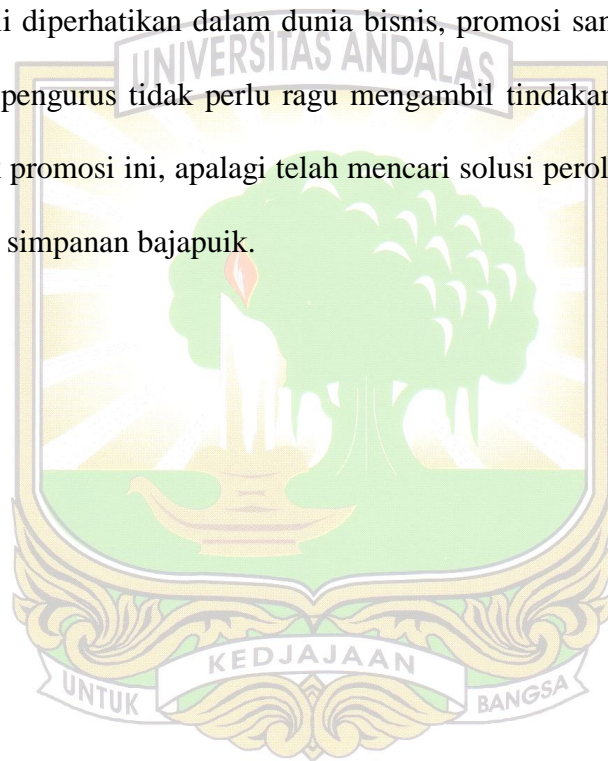 i diperhatikan dalam dunia bisnis, promosi san
UNIVERSITAS ANDALAS
pengurus tidak perlu ragu mengambil tindakan
promosi ini, apalagi telah mencari solusi perol
simpanan bajapuik.
KEDJAJAAN
UNTUK BANGSA